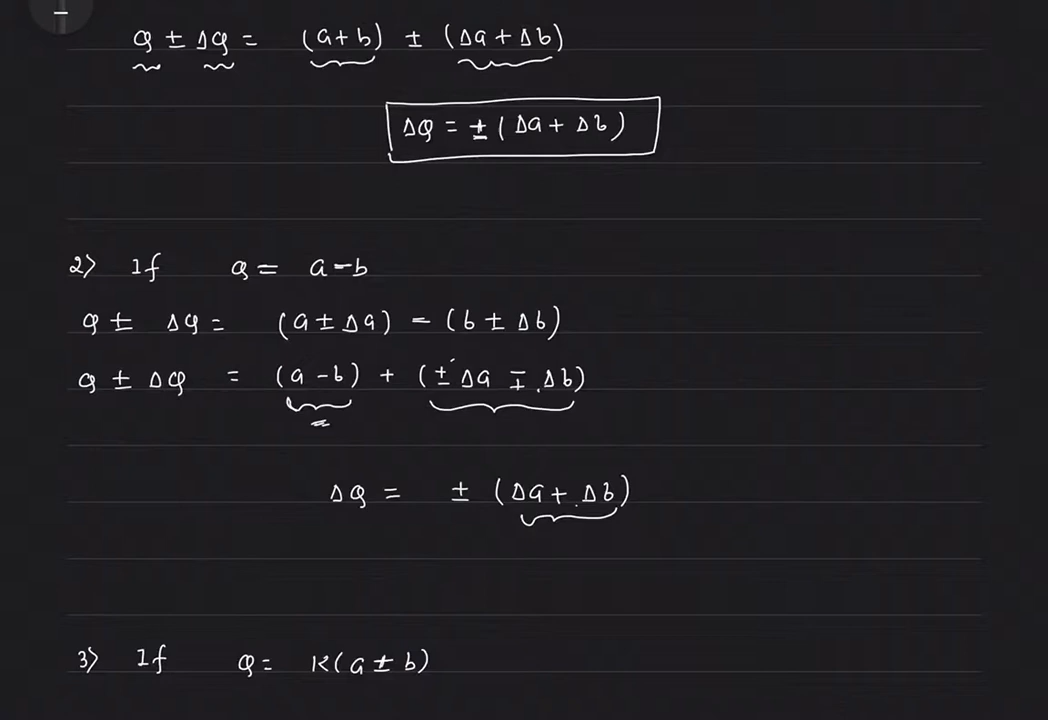 Q ± ΔQ = (a+b) ± (Δa + Δb)
ΔQ = ± (Δa + Δb)
2) If Q = a-b
Q ± ΔQ = (a ± Δa) - (b ± Δb)
Q ± ΔQ = (a-b) + (± Δa ∓ Δb)
ΔQ = ± (Δa + Δb)
3) If Q = K(a ± b)